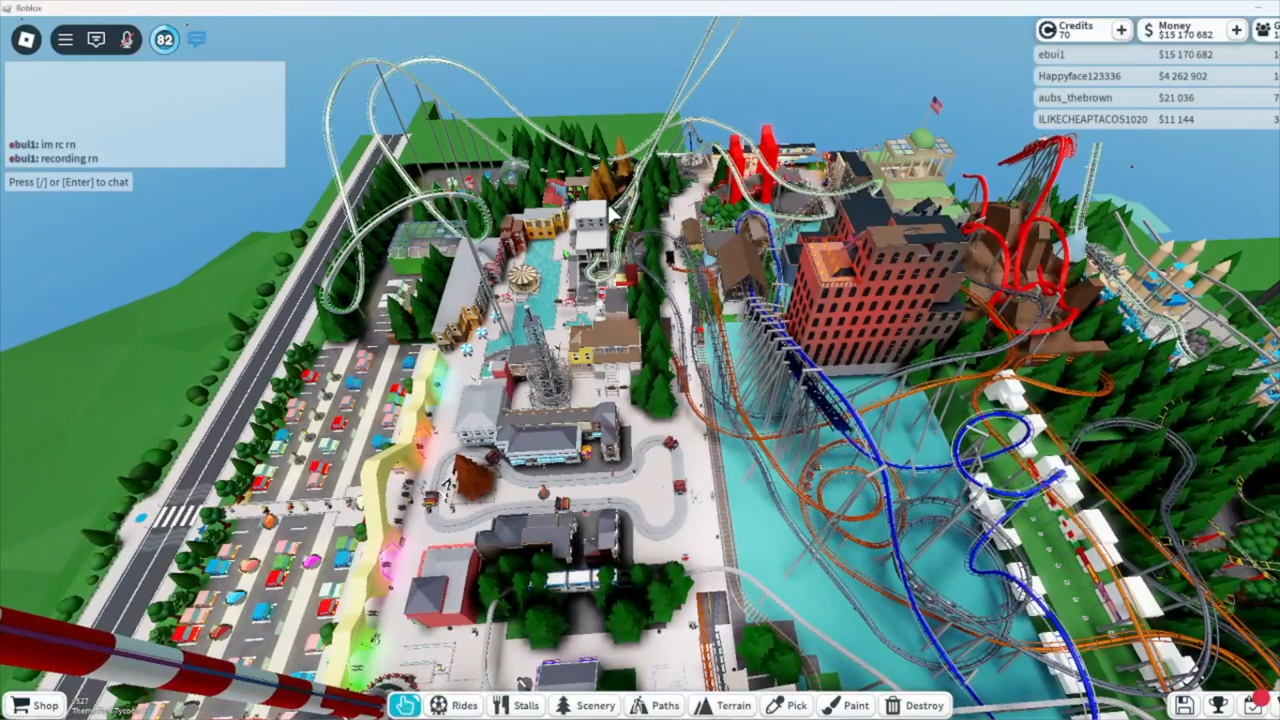 Roblox
82
Credits
70
Money
$15 170 682
ebui1 $15 170 682
Happyface123336 $4 262 902
aubs_thebrown $21 036
ILIKECHEAPTACOS1020 $11 144
ebui1: im rc rn
ebui1: recording rn
Press [/] or [Enter] to chat
Shop
Rides
Stalls
Scenery
Paths
Terrain
Pick
Paint
Destroy